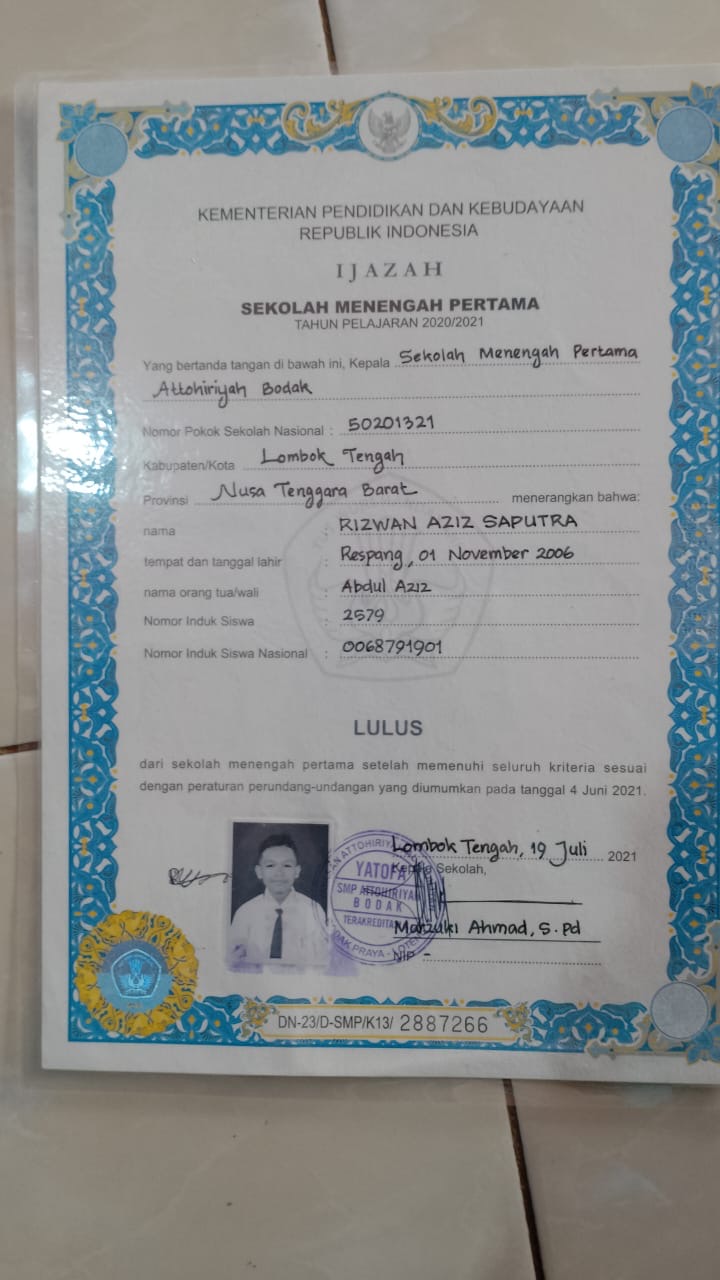 KEMENTERIAN PENDIDIKAN DAN KEBUDAYAAN
REPUBLIK INDONESIA
IJAZAH
SEKOLAH MENENGAH PERTAMA
TAHUN PELAJARAN 2020/2021
Yang bertanda tangan di bawah ini, Kepala Sekolah Menengah Pertama
Attohiriyah Bodak
Nomor Pokok Sekolah Nasional : 50201321
Kabupaten/Kota Lombok Tengah
Provinsi Nusa Tenggara Barat menerangkan bahwa:
nama : RIZWAN AZIZ SAPUTRA
tempat dan tanggal lahir : Respang, 01 November 2006
nama orang tua/wali : Abdul Aziz
Nomor Induk Siswa : 2579
Nomor Induk Siswa Nasional : 0068791901
LULUS
dari sekolah menengah pertama setelah memenuhi seluruh kriteria sesuai
dengan peraturan perundang-undangan yang diumumkan pada tanggal 4 Juni 2021.
Lombok Tengah, 19 Juli 2021
Kepala Sekolah,
YATOFA
SMP ATTOHIRIYAH
BODAK
Marzuki Ahmad, S.Pd
NIP -
DN-23/D-SMP/K13/ 2887266